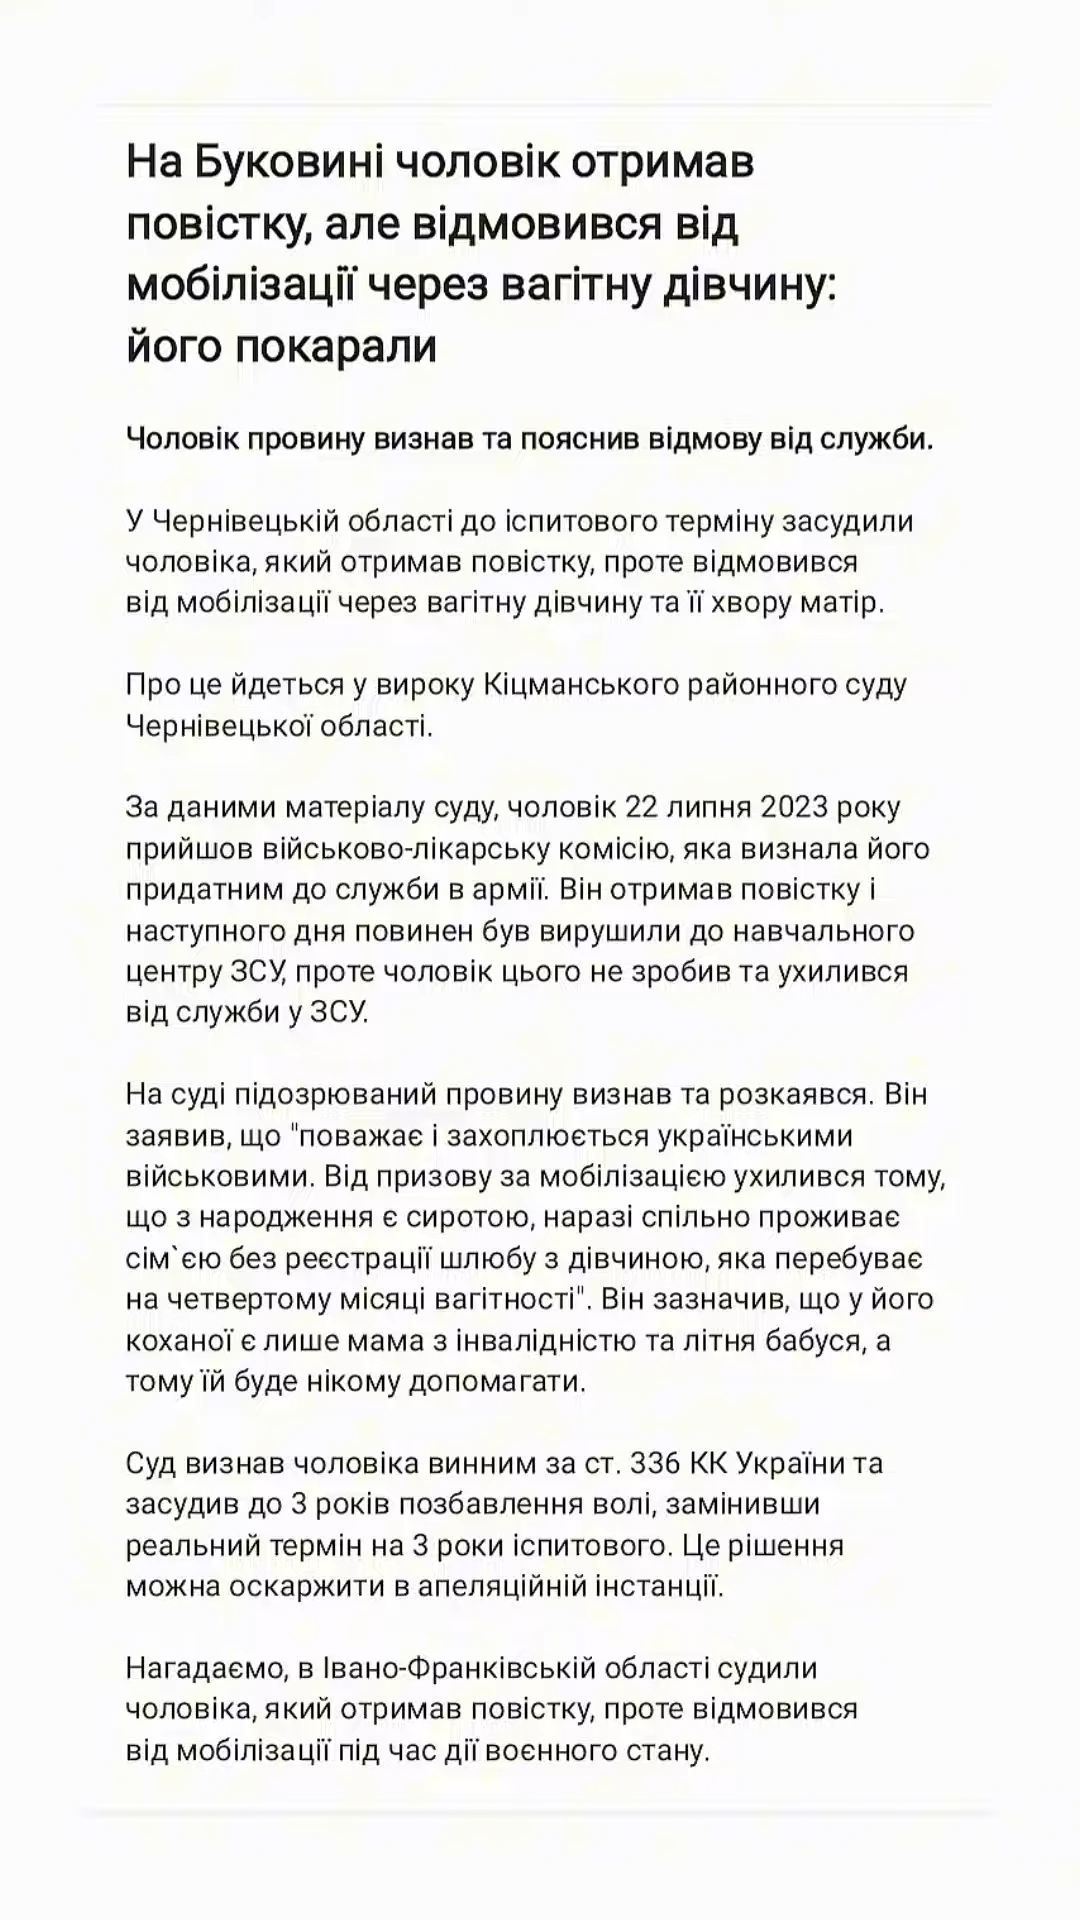 На Буковині чоловік отримав
повістку, але відмовився від
мобілізації через вагітну дівчину:
його покарали
Чоловік провину визнав та пояснив відмову від служби.
У Чернівецькій області до іспитового терміну засудили
чоловіка, який отримав повістку, проте відмовився
від мобілізації через вагітну дівчину та її хвору матір.
Про це йдеться у вироку Кіцманського районного суду
Чернівецької області.
За даними матеріалу суду, чоловік 22 липня 2023 року
прийшов військово-лікарську комісію, яка визнала його
придатним до служби в армії. Він отримав повістку і
наступного дня повинен був вирушили до навчального
центру ЗСУ, проте чоловік цього не зробив та ухилився
від служби у ЗСУ.
На суді підозрюваний провину визнав та розкаявся. Він
заявив, що "поважає і захоплюється українськими
військовими. Від призову за мобілізацією ухилився тому,
що з народження є сиротою, наразі спільно проживає
сім`єю без реєстрації шлюбу з дівчиною, яка перебуває
на четвертому місяці вагітності". Він зазначив, що у його
коханої є лише мама з інвалідністю та літня бабуся, а
тому їй буде нікому допомагати.
Суд визнав чоловіка винним за ст. 336 КК України та
засудив до 3 років позбавлення волі, замінивши
реальний термін на 3 роки іспитового. Це рішення
можна оскаржити в апеляційній інстанції.
Нагадаємо, в Івано-Франківській області судили
чоловіка, який отримав повістку, проте відмовився
від мобілізації під час дії воєнного стану.